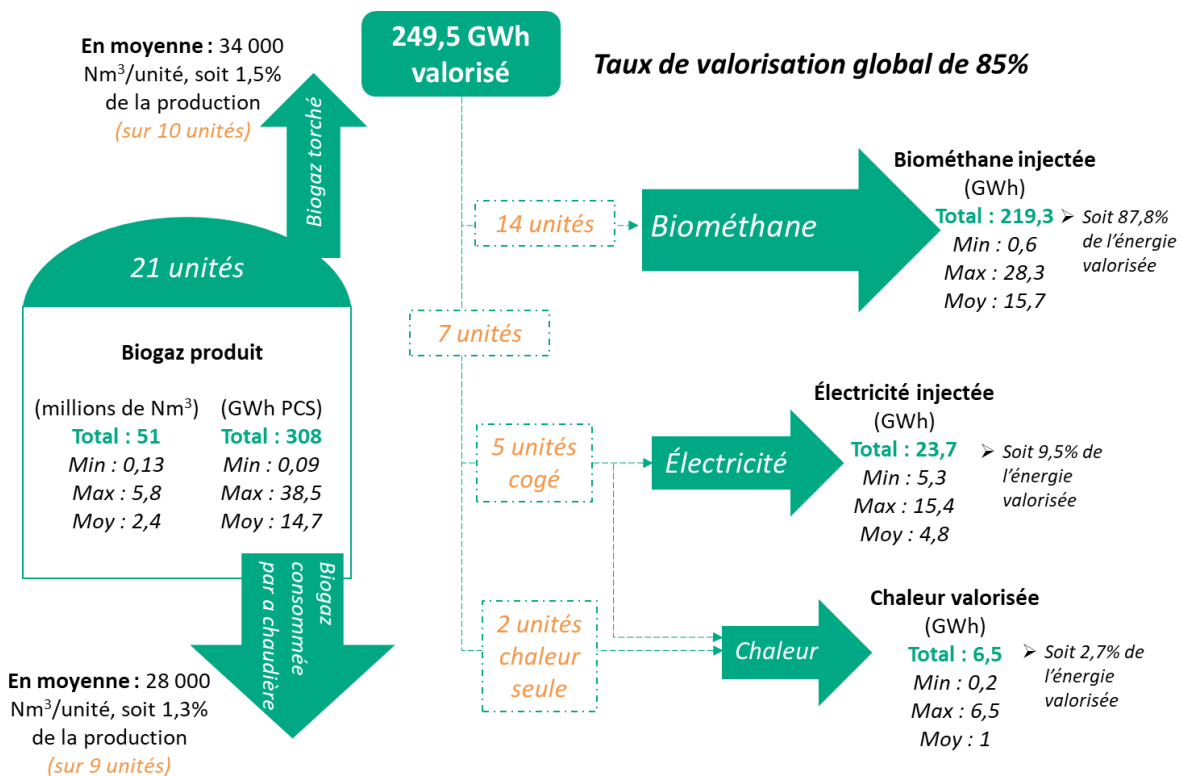 En moyenne : 34 000
Nm³/unité, soit 1,5%
de la production
(sur 10 unités)
Biogaz torché
249,5 GWh
valorisé
Taux de valorisation global de 85%
21 unités
Biogaz produit
(millions de Nm³) (GWh PCS)
Total : 51 Total : 308
Min : 0,13 Min : 0,09
Max : 5,8 Max : 38,5
Moy : 2,4 Moy : 14,7
Biogaz
consommée
par a chaudière
En moyenne : 28 000
Nm³/unité, soit 1,3%
de la production
(sur 9 unités)
14 unités
7 unités
5 unités
cogé
2 unités
chaleur
seule
Biométhane
Biométhane injectée
(GWh)
Total : 219,3
Min : 0,6
Max : 28,3
Moy : 15,7
➢ Soit 87,8%
de l'énergie
valorisée
Électricité
Électricité injectée
(GWh)
Total : 23,7
Min : 5,3
Max : 15,4
Moy : 4,8
➢ Soit 9,5% de
l'énergie
valorisée
Chaleur
Chaleur valorisée
(GWh)
Total : 6,5
Min : 0,2
Max : 6,5
Moy : 1
➢ Soit 2,7% de
l'énergie
valorisée